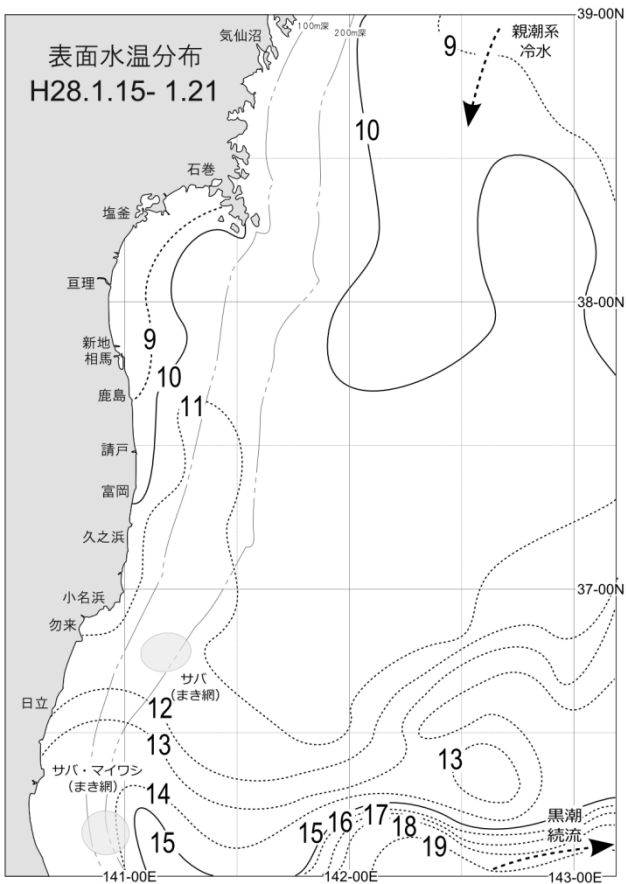 39-00N
気仙沼
100m深
200m深
9
親潮系
冷水
表面水温分布
H28.1.15- 1.21
10
石巻
塩釜
亘理
38-00N
新地
9
相馬
10
鹿島
11
請戸
富岡
久之浜
37-00N
小名浜
勿来
サバ
(まき網)
日立
12
13
13
サバ・マイワシ
(まき網)
14
15
15
16
17
18
19
黒潮
続流
141-00E
142-00E
143-00E